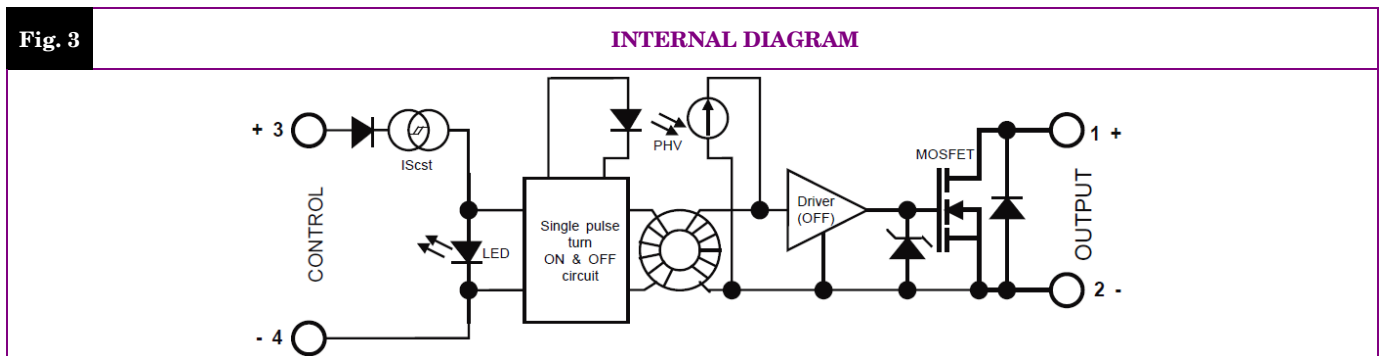 Fig. 3
INTERNAL DIAGRAM
+ 3
IScst
CONTROL
LED
- 4
Single pulse
turn
ON & OFF
circuit
PHV
Driver
(OFF)
MOSFET
1 +
OUTPUT
2 -